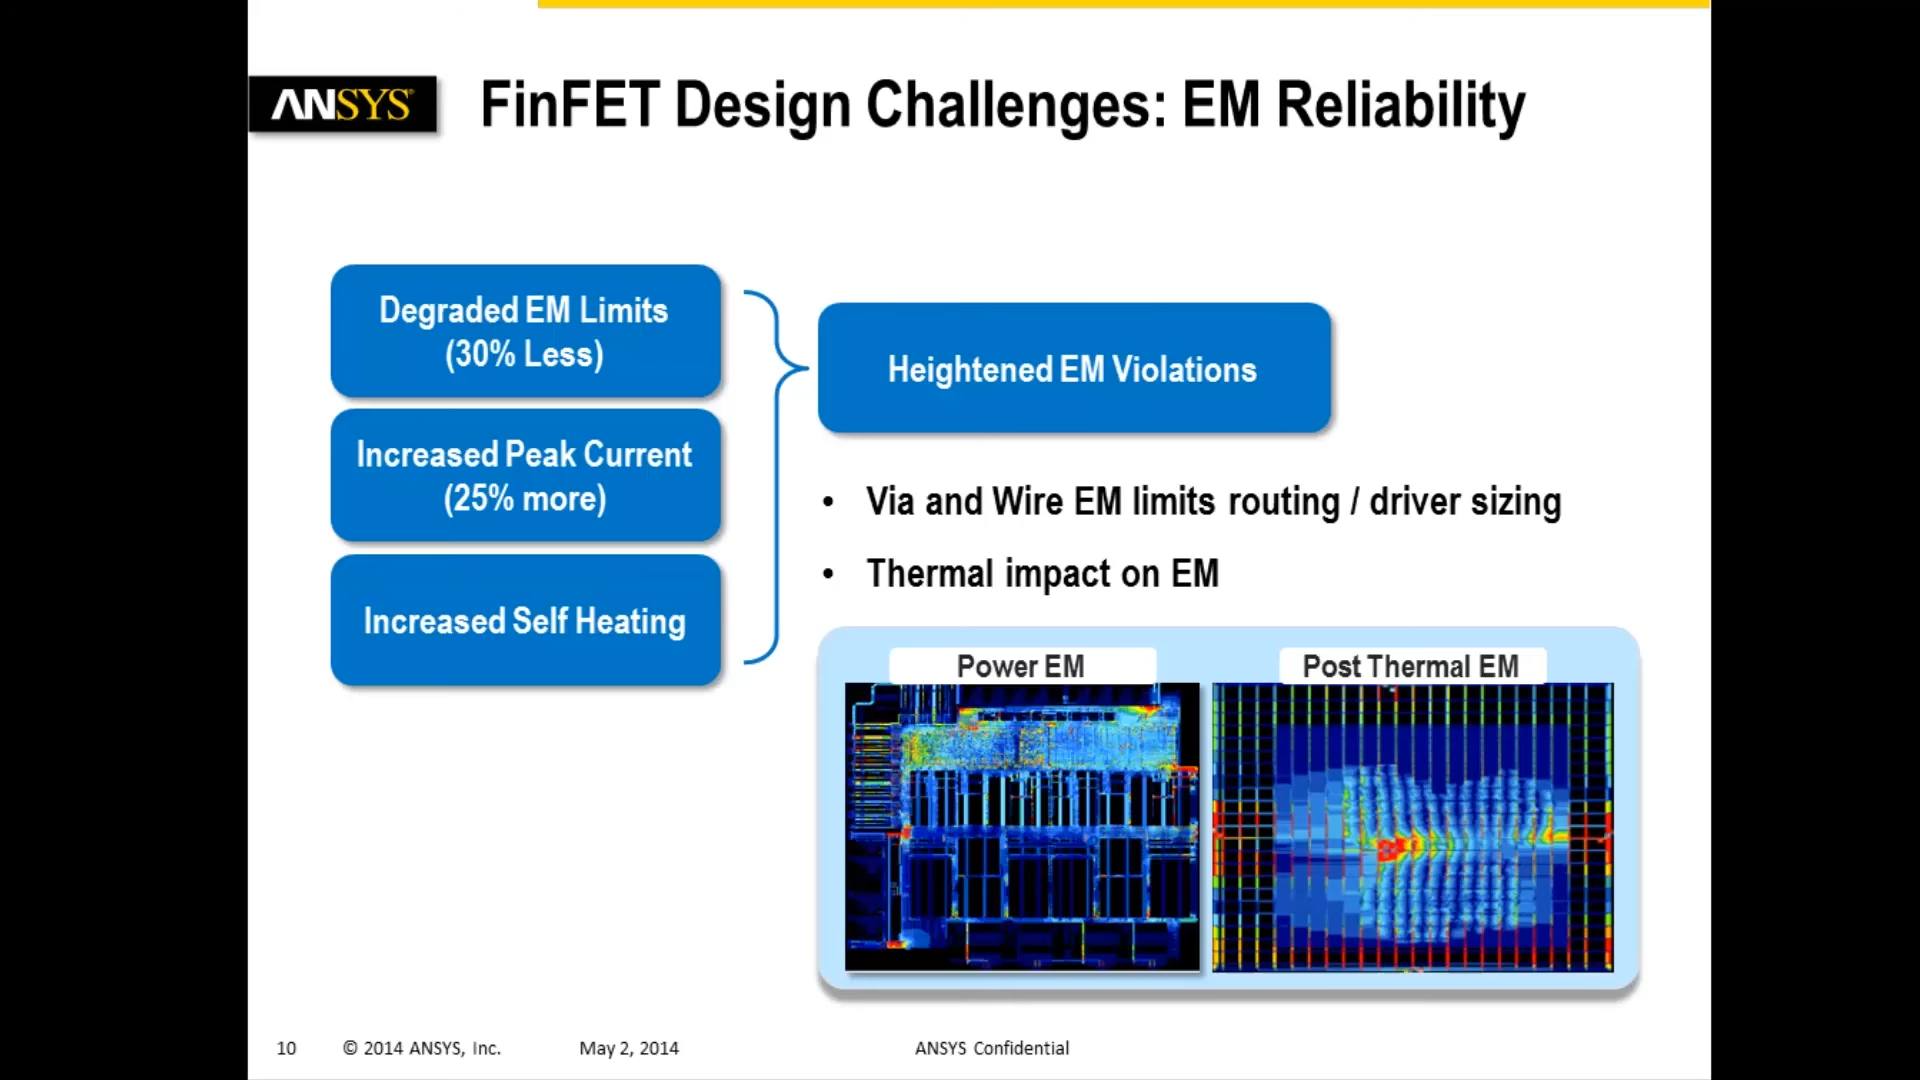 ANSYS®
FinFET Design Challenges: EM Reliability
Degraded EM Limits
(30% Less)
Increased Peak Current
(25% more)
Increased Self Heating
Heightened EM Violations
• Via and Wire EM limits routing / driver sizing
• Thermal impact on EM
Power EM
Post Thermal EM
10 © 2014 ANSYS, Inc. May 2, 2014 ANSYS Confidential